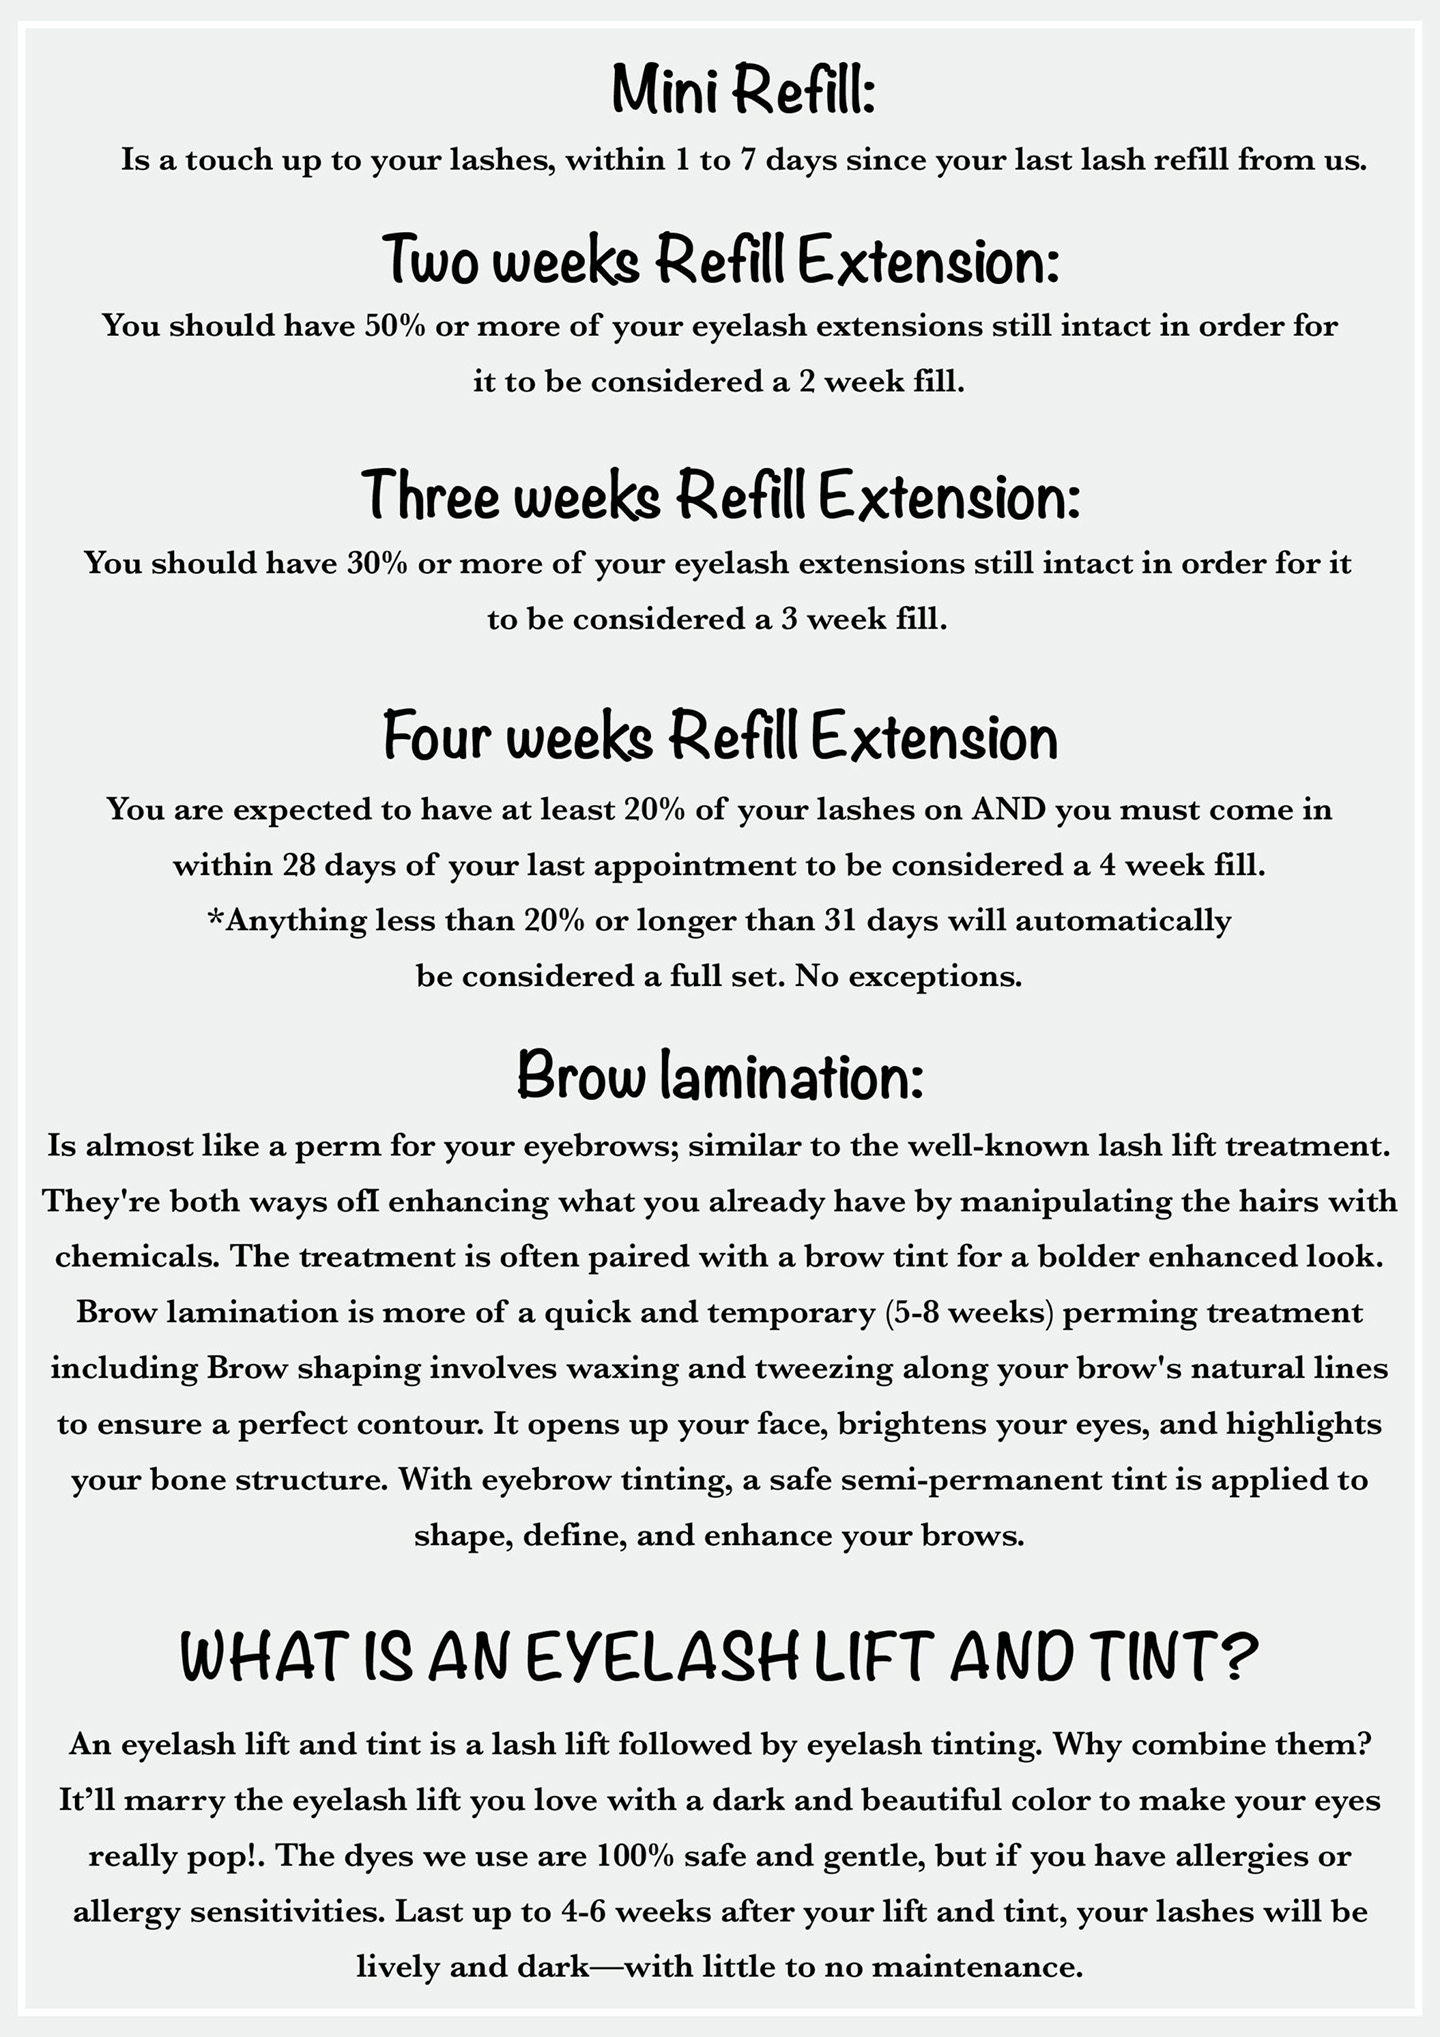 Mini Refill:
Is a touch up to your lashes, within 1 to 7 days since your last lash refill from us.
Two weeks Refill Extension:
You should have 50% or more of your eyelash extensions still intact in order for
it to be considered a 2 week fill.
Three weeks Refill Extension:
You should have 30% or more of your eyelash extensions still intact in order for it
to be considered a 3 week fill.
Four weeks Refill Extension
You are expected to have at least 20% of your lashes on AND you must come in
within 28 days of your last appointment to be considered a 4 week fill.
*Anything less than 20% or longer than 31 days will automatically
be considered a full set. No exceptions.
Brow lamination:
Is almost like a perm for your eyebrows; similar to the well-known lash lift treatment.
They're both ways ofI enhancing what you already have by manipulating the hairs with
chemicals. The treatment is often paired with a brow tint for a bolder enhanced look.
Brow lamination is more of a quick and temporary (5-8 weeks) perming treatment
including Brow shaping involves waxing and tweezing along your brow's natural lines
to ensure a perfect contour. It opens up your face, brightens your eyes, and highlights
your bone structure. With eyebrow tinting, a safe semi-permanent tint is applied to
shape, define, and enhance your brows.
WHAT IS AN EYELASH LIFT AND TINT?
An eyelash lift and tint is a lash lift followed by eyelash tinting. Why combine them?
It’ll marry the eyelash lift you love with a dark and beautiful color to make your eyes
really pop!. The dyes we use are 100% safe and gentle, but if you have allergies or
allergy sensitivities. Last up to 4-6 weeks after your lift and tint, your lashes will be
lively and dark—with little to no maintenance.